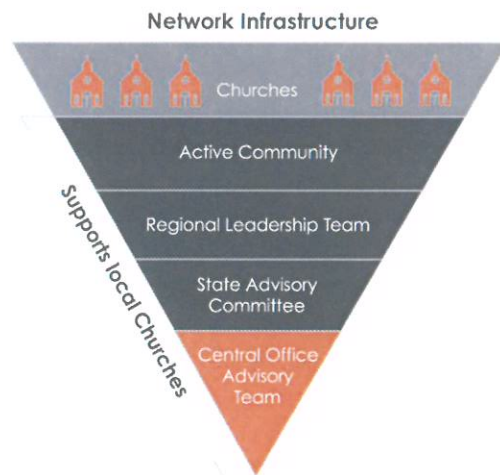 Network Infrastructure
Churches
Active Community
Regional Leadership Team
State Advisory
Committee
Central Office
Advisory
Team
Supports local Churches